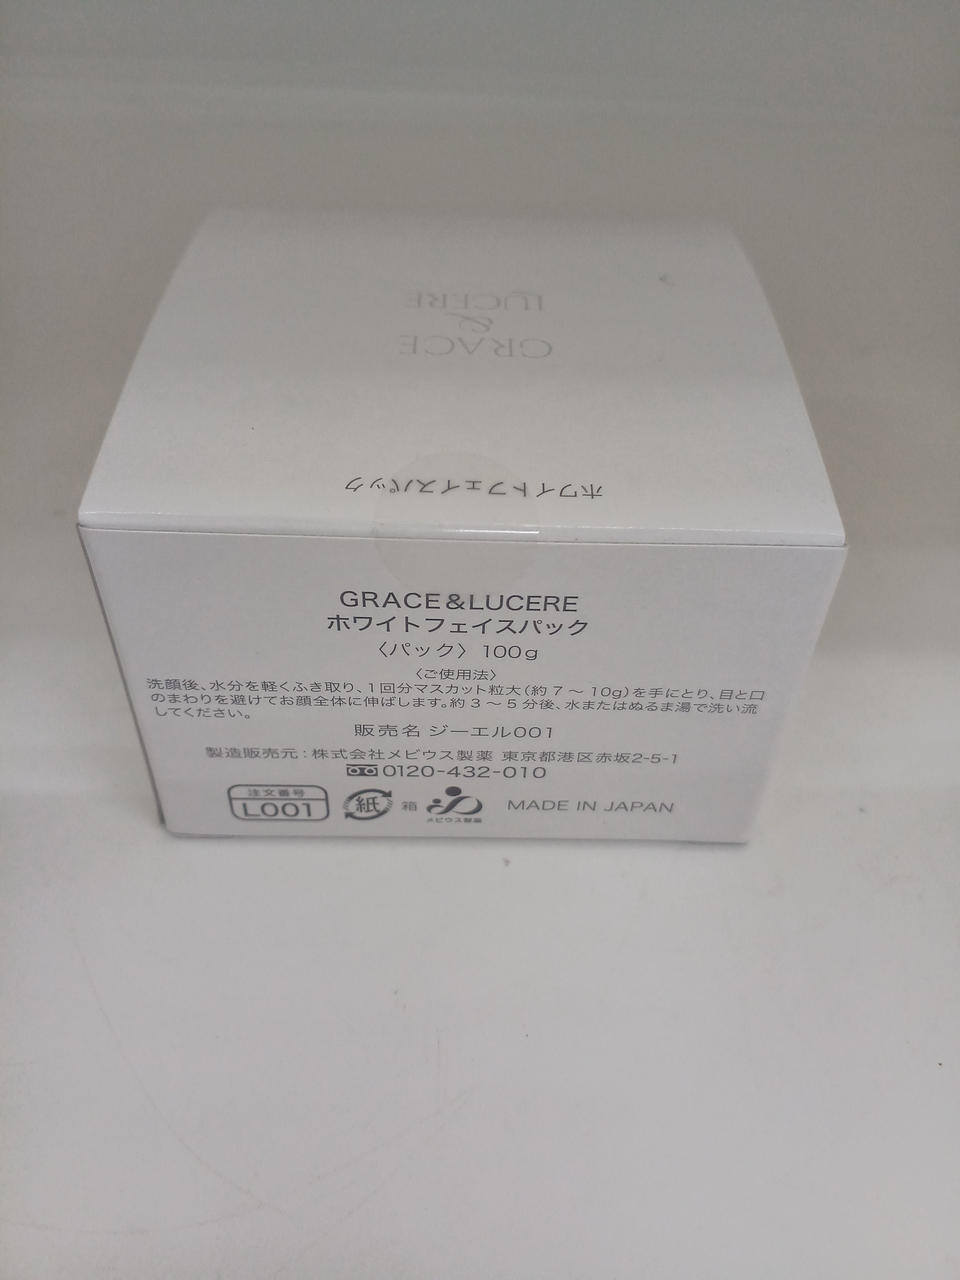 GRACE
&
LUCERE
ホワイトフェイスパック
GRACE&LUCERE
ホワイトフェイスパック
〈パック〉 100g
〈ご使用法〉
洗顔後、水分を軽くふき取り、1回分マスカット粒大(約7～10g)を手にとり、目と口
のまわりを避けてお顔全体に伸ばします。約3～5分後、水またはぬるま湯で洗い流
してください。
販売名 ジーエル001
製造販売元：株式会社メビウス製薬 東京都港区赤坂2-5-1
0120-432-010
注文番号
L001
紙 箱
メビウス製薬
MADE IN JAPAN